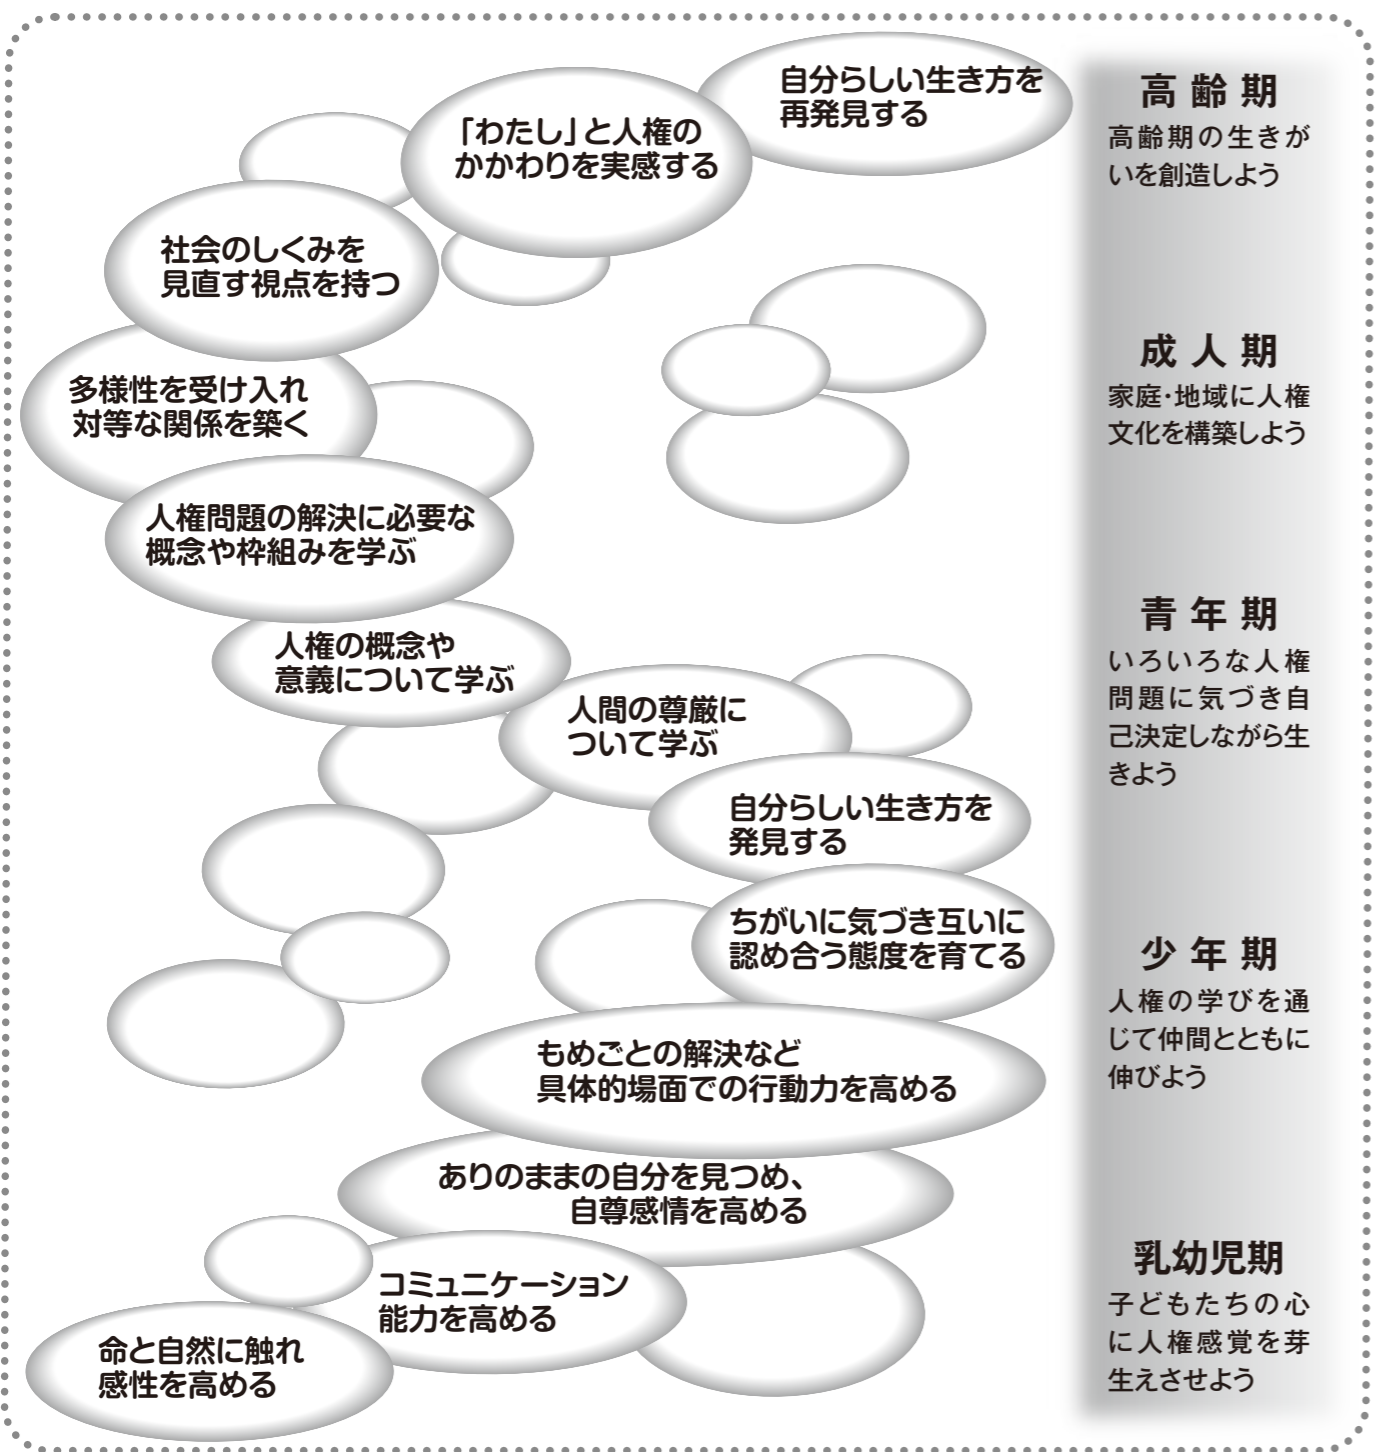 自分らしい生き方を
再発見する
「わたし」と人権の
かかわりを実感する
社会のしくみを
見直す視点を持つ
多様性を受け入れ
対等な関係を築く
人権問題の解決に必要な
概念や枠組みを学ぶ
人権の概念や
意義について学ぶ
人間の尊厳に
ついて学ぶ
自分らしい生き方を
発見する
ちがいに気づき互いに
認め合う態度を育てる
もめごとの解決など
具体的場面での行動力を高める
ありのままの自分を見つめ、
自尊感情を高める
コミュニケーション
能力を高める
命と自然に触れ
感性を高める
高齢期
高齢期の生きが
いを創造しよう
成人期
家庭・地域に人権
文化を構築しよう
青年期
いろいろな人権
問題に気づき自
己決定しながら生
きよう
少年期
人権の学びを通
じて仲間とともに
伸びよう
乳幼児期
子どもたちの心
に人権感覚を芽
生えさせよう